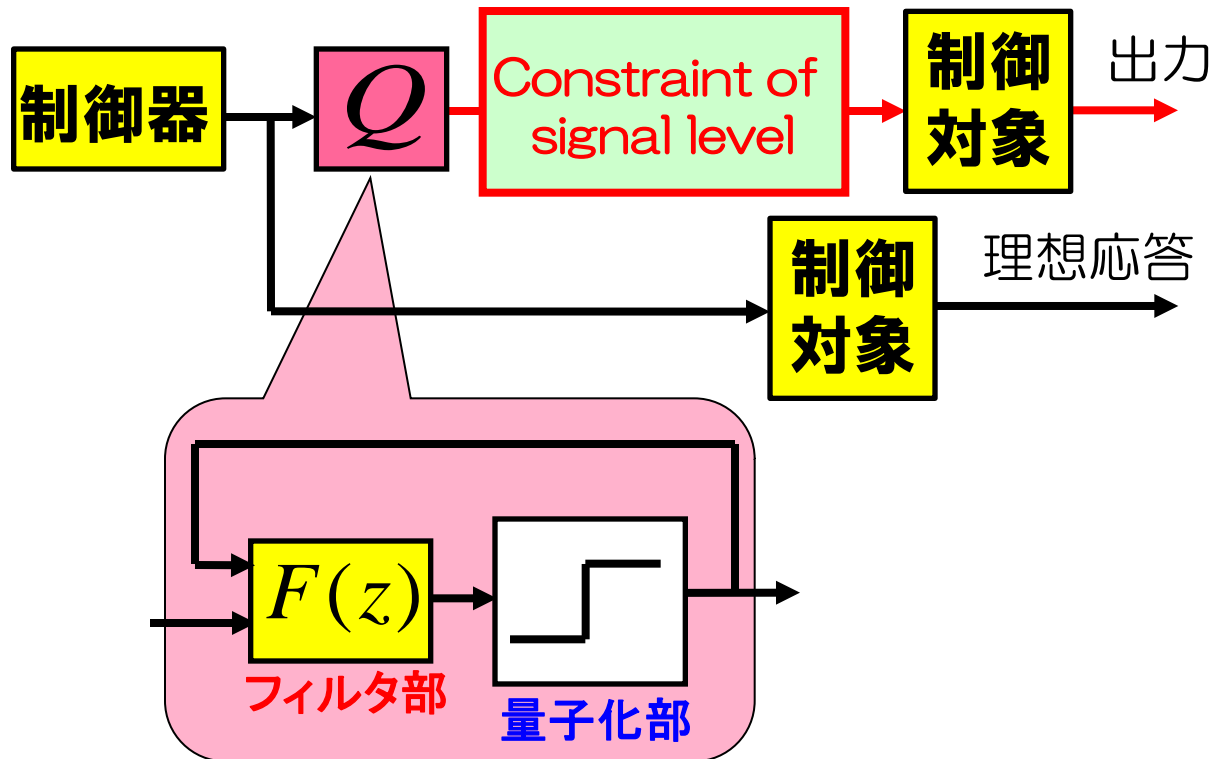 制御器
Q
Constraint of
signal level
制御
対象
出力
制御
対象
理想応答
F(z)
フィルタ部
量子化部